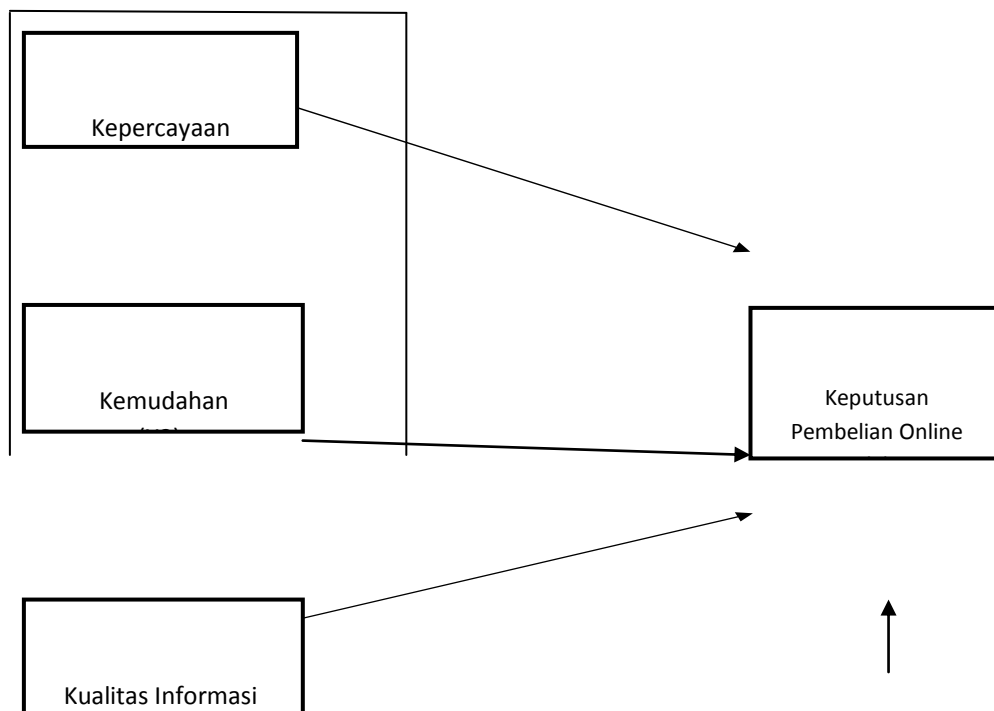 Kepercayaan
Kemudahan
Keputusan
Pembelian Online
Kualitas Informasi